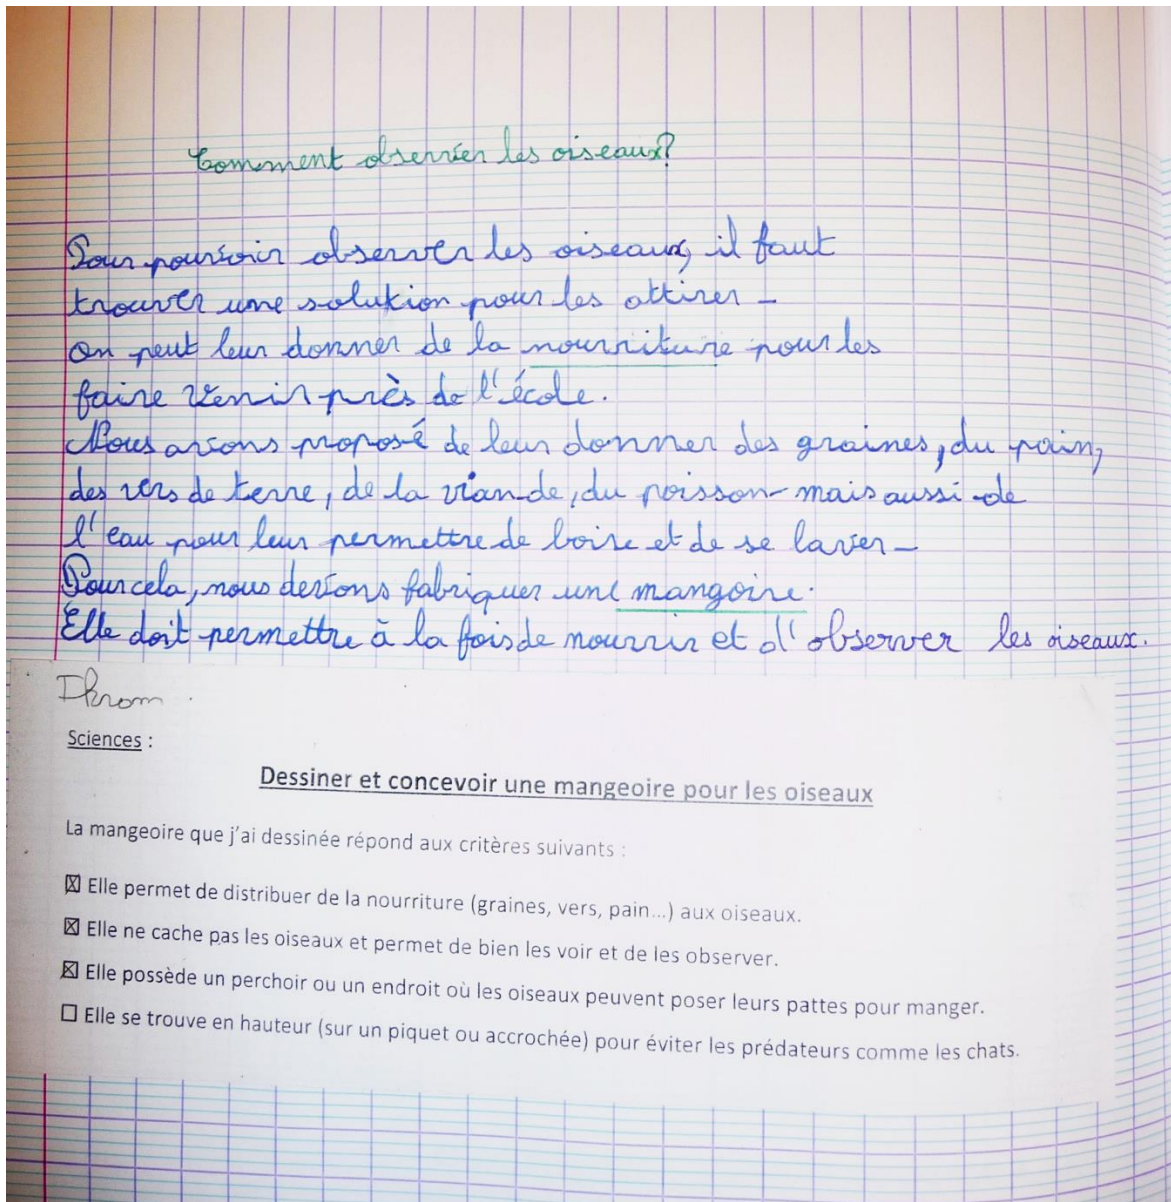 Comment observer les oiseaux?
Pour pouvoir observer les oiseaux, il faut
trouver une solution pour les attirer -
On peut leur donner de la nourriture pour les
faire venir près de l'école.
Nous avons proposé de leur donner des graines, du pain,
des vers de terre, de la viande, du poisson - mais aussi de
l'eau pour leur permettre de boire et de se laver -
Pour cela, nous devons fabriquer une mangoire.
Elle doit permettre à la fois de nourrir et d'observer les oiseaux.
Sciences :
Dessiner et concevoir une mangeoire pour les oiseaux
La mangeoire que j'ai dessinée répond aux critères suivants :
☒ Elle permet de distribuer de la nourriture (graines, vers, pain...) aux oiseaux.
☒ Elle ne cache pas les oiseaux et permet de bien les voir et de les observer.
☒ Elle possède un perchoir ou un endroit où les oiseaux peuvent poser leurs pattes pour manger.
☐ Elle se trouve en hauteur (sur un piquet ou accrochée) pour éviter les prédateurs comme les chats.